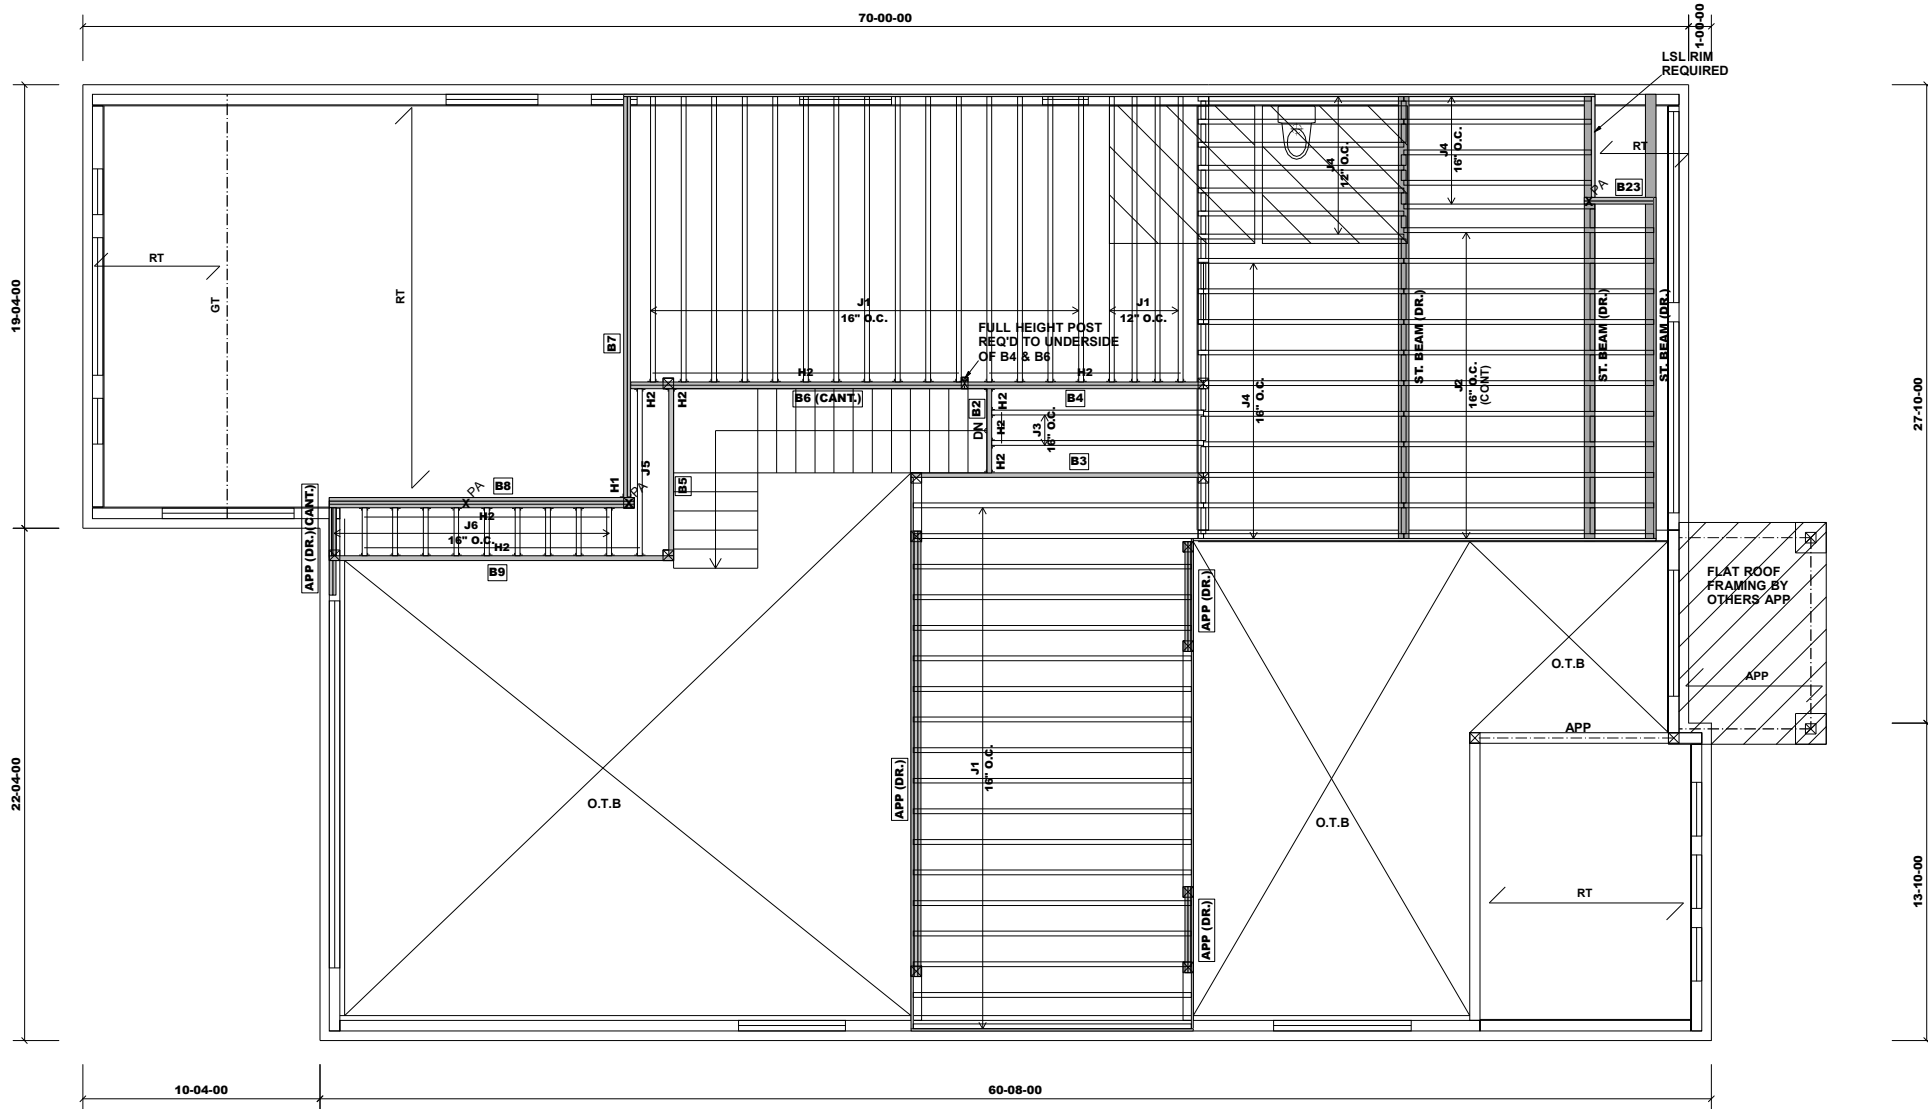 70-00-00
1-00-00
LSL RIM
REQUIRED
RT
B23
PA
J4
12" O.C.
J4
16" O.C.
19-04-00
RT
GT
RT
B7
J1
16" O.C.
J1
12" O.C.
FULL HEIGHT POST
REQ'D TO UNDERSIDE
OF B4 & B6
ST. BEAM (DR.)
ST. BEAM (DR.)
ST. BEAM (DR.)
27-10-00
H2
H2
H2
H2
B6 (CANT.)
B2
H2
B4
J4
16" O.C.
J2
16" O.C.
(CONT)
DN
H2
J3
16" O.C.
H2
B3
J5
B5
H1
PA
B8
PA
H2
J6
16" O.C.
H2
B9
APP (DR.)(CANT.)
APP (DR.)
FLAT ROOF
FRAMING BY
OTHERS APP
O.T.B
APP
APP
22-04-00
O.T.B
APP (DR.)
J1
16" O.C.
O.T.B
RT
APP (DR.)
13-10-00
10-04-00
60-08-00